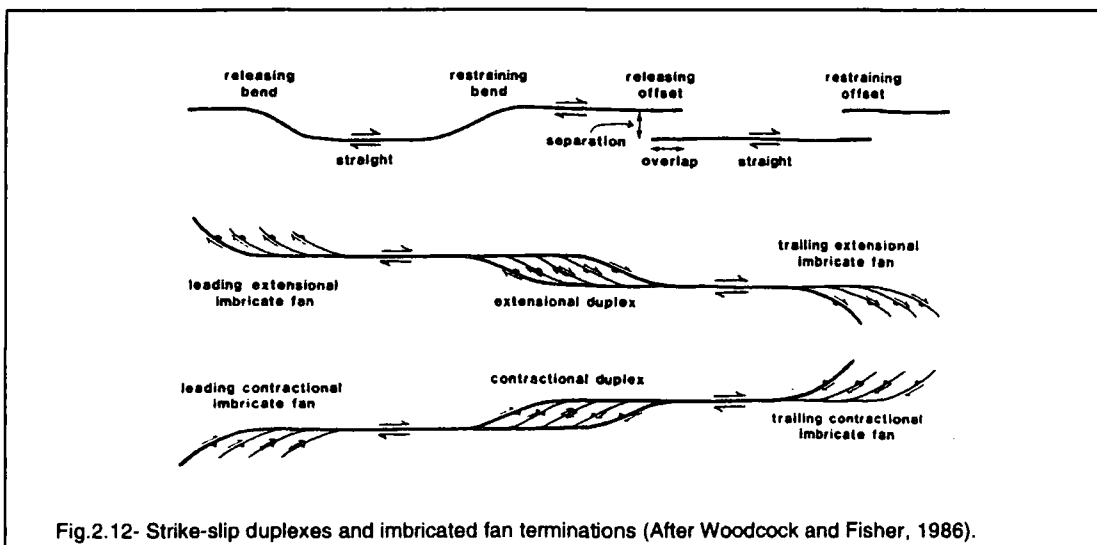 releasing
bend
restraining
bend
releasing
offset
restraining
offset
straight
separation
overlap
straight
leading extensional
imbricate fan
extensional duplex
trailing extensional
imbricate fan
leading contractional
imbricate fan
contractional duplex
trailing contractional
imbricate fan
Fig.2.12- Strike-slip duplexes and imbricated fan terminations (After Woodcock and Fisher, 1986).